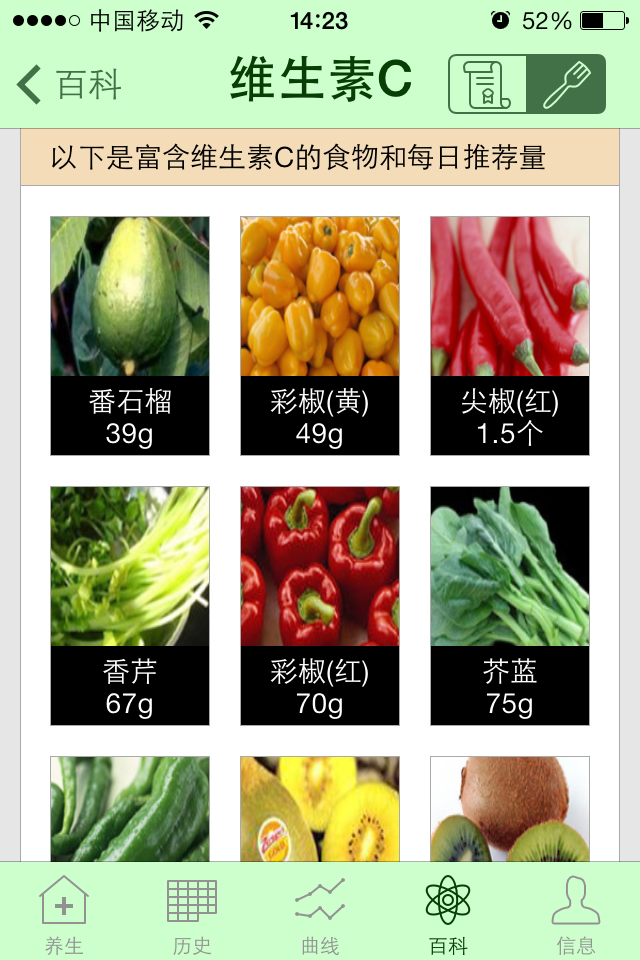 中国移动 14:23 52%
百科 维生素C
以下是富含维生素C的食物和每日推荐量
番石榴 彩椒(黄) 尖椒(红)
39g 49g 1.5个
香芹 彩椒(红) 芥蓝
67g 70g 75g
GOLD
养生 历史 曲线 百科 信息